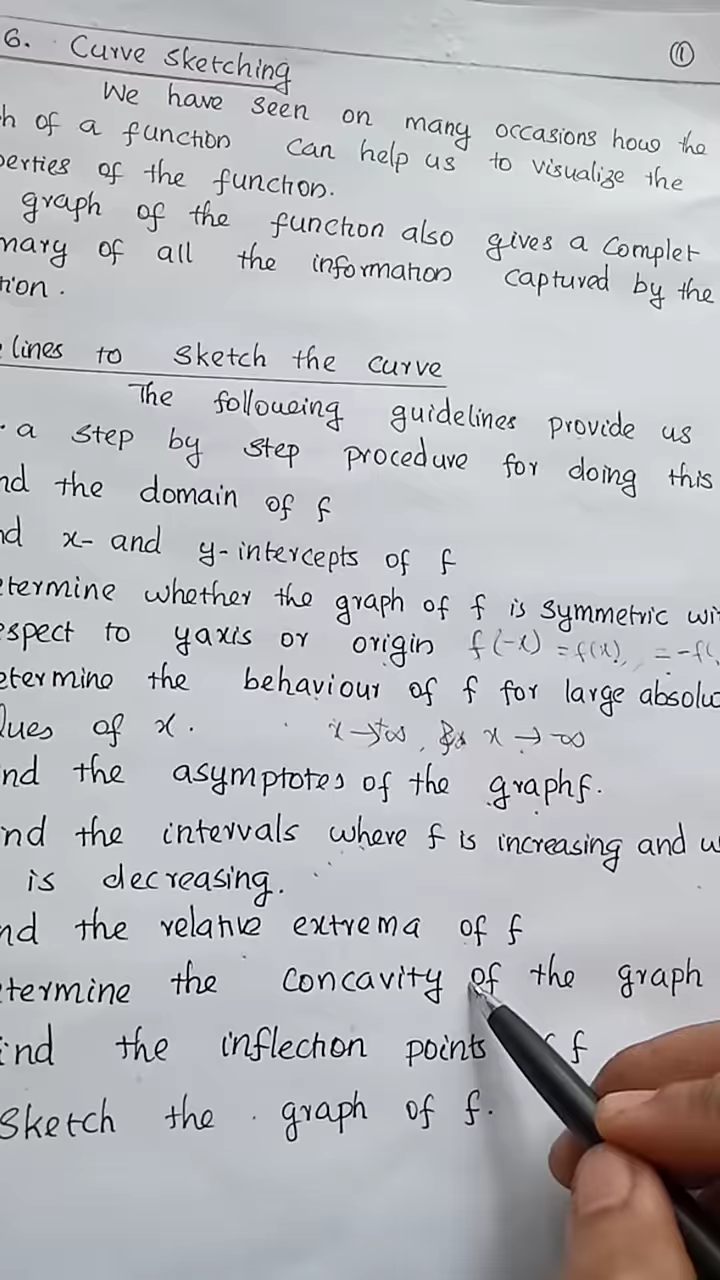 6. Curve sketching
①
We have seen on many occasions how the
h of a function can help us to visualize the
perties of the function.
graph of the function also gives a complet
mary of all the information captured by the
tion.
lines to sketch the curve
The following guidelines provide us
a step by step procedure for doing this
nd the domain of f
nd x- and y-intercepts of f
etermine whether the graph of f is symmetric wi
espect to yaxis or origin f(-x) = f(x), = -f(
etermine the behaviour of f for large absolu
lues of x. x→+∞, x→-∞
nd the asymptotes of the graph f.
ind the intervals where f is increasing and w
is decreasing.
nd the relative extrema of f
termine the concavity of the graph
ind the inflection points of f
Sketch the graph of f.